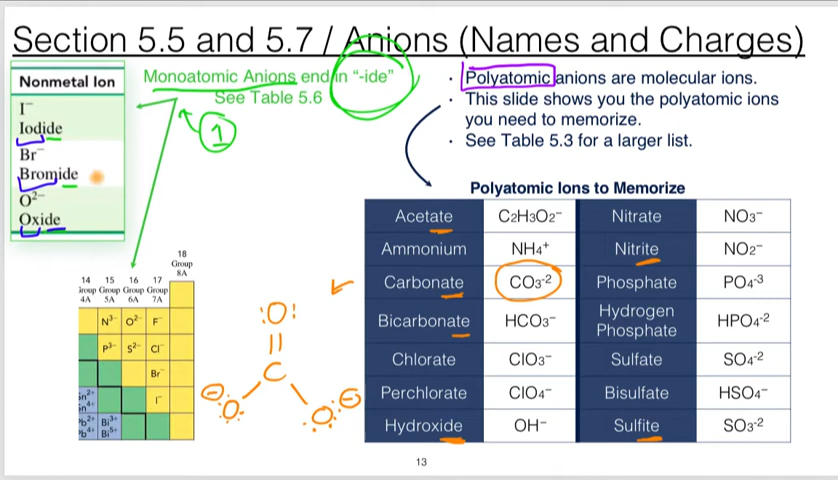 Section 5.5 and 5.7 / Anions (Names and Charges)
Nonmetal Ion
I⁻
Iodide
Br⁻
Bromide
O²⁻
Oxide
Monoatomic Anions end in “-ide”
See Table 5.6
1
· Polyatomic anions are molecular ions.
· This slide shows you the polyatomic ions
you need to memorize.
· See Table 5.3 for a larger list.
Polyatomic Ions to Memorize
Acetate C2H3O2⁻ Nitrate NO3⁻
Ammonium NH4⁺ Nitrite NO2⁻
Carbonate CO3⁻² Phosphate PO4⁻³
Bicarbonate HCO3⁻ Hydrogen Phosphate HPO4⁻²
Chlorate ClO3⁻ Sulfate SO4⁻²
Perchlorate ClO4⁻ Bisulfate HSO4⁻
Hydroxide OH⁻ Sulfite SO3⁻²
18
Group
8A
14 15 16 17
Group Group Group
4A 5A 6A 7A
N³⁻ O²⁻ F⁻
P³⁻ S²⁻ Cl⁻
Br⁻
I⁻
Bi³⁺
Bi⁵⁺
:O:
C
O O
13